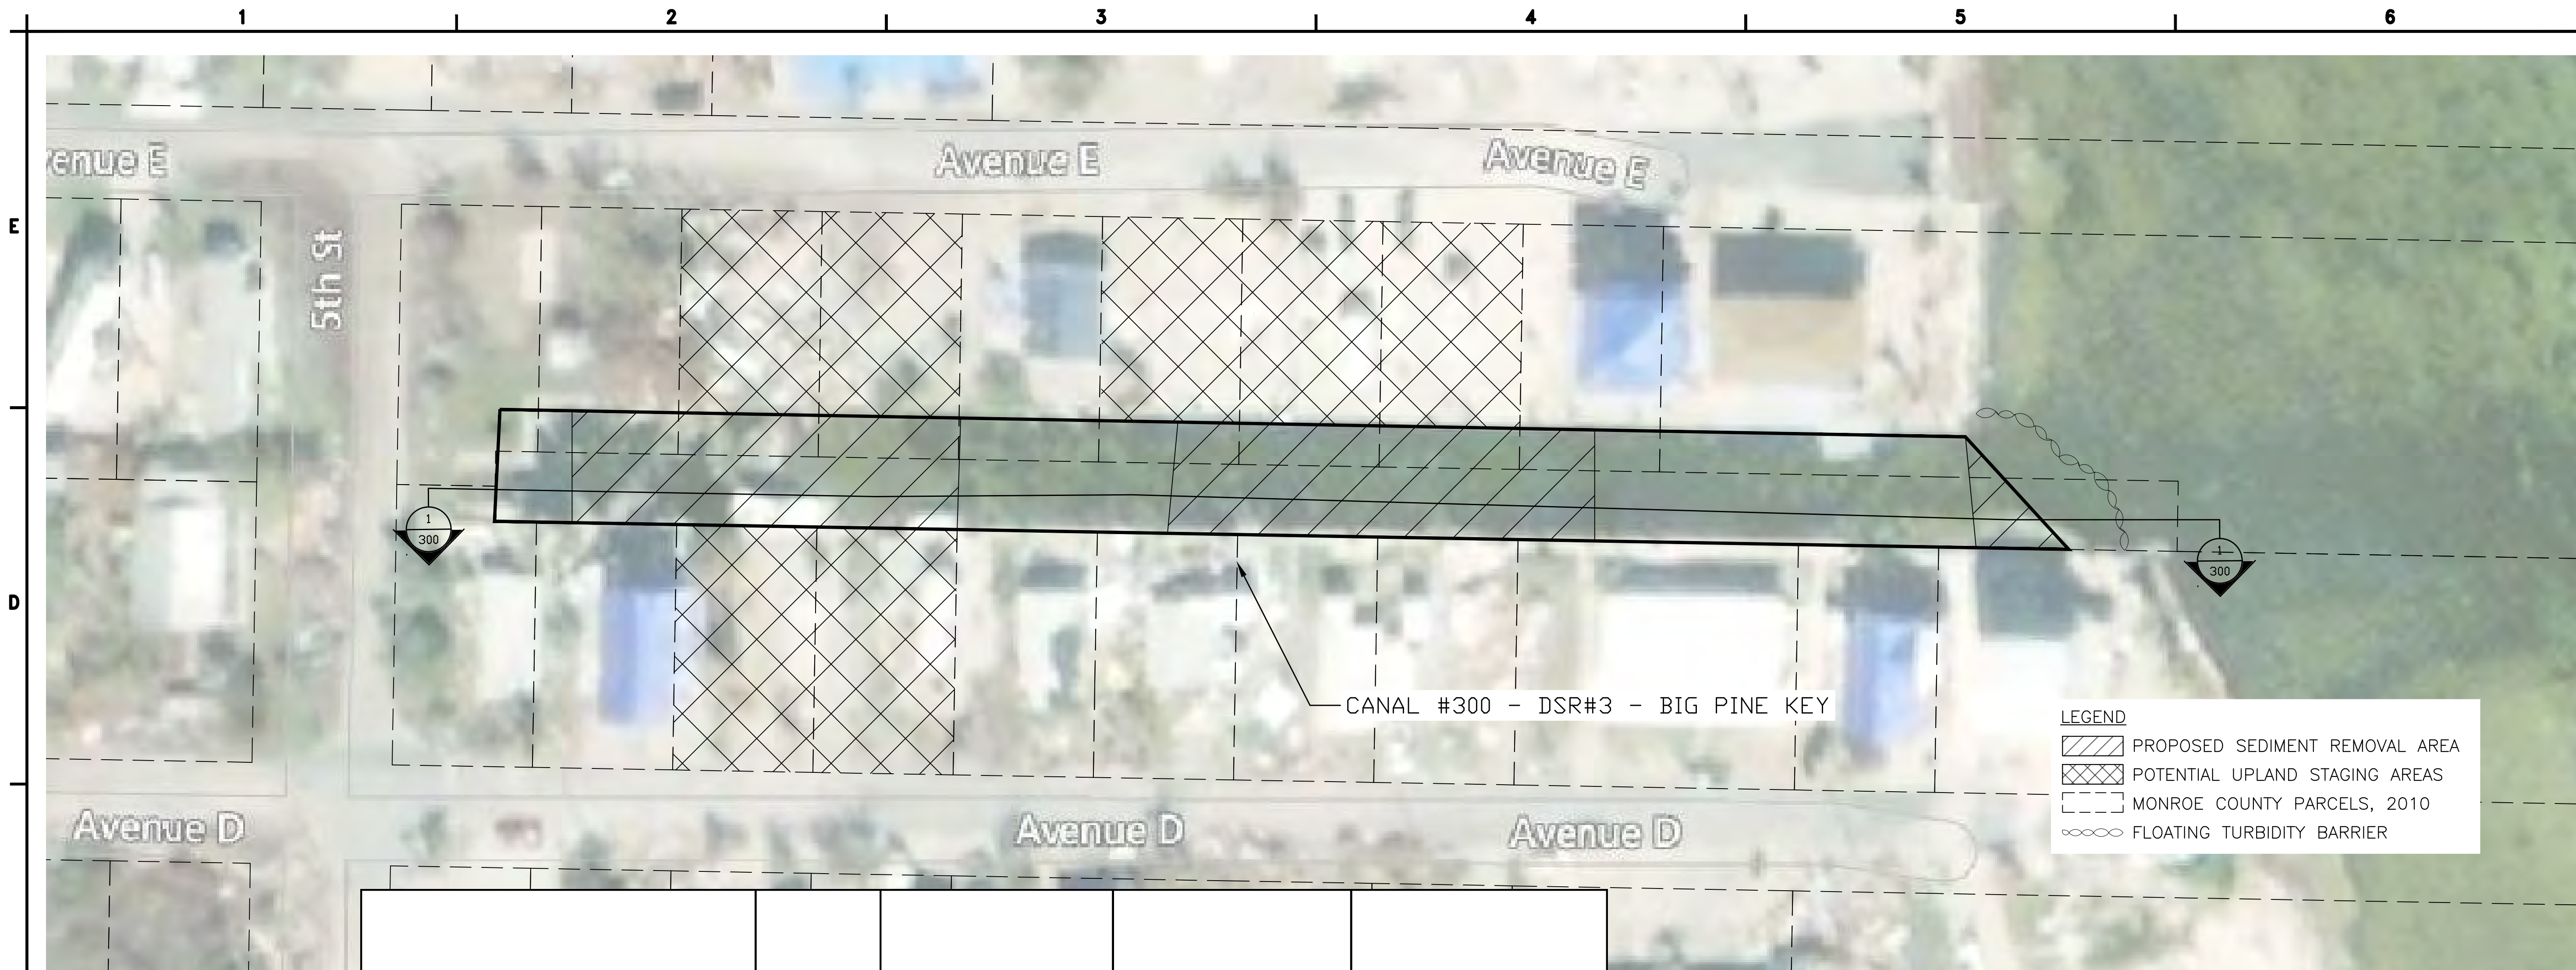 1 2 3 4 5 6
venue E Avenue E Avenue E
E
5th St
1
300
1
300
D
CANAL #300 - DSR#3 - BIG PINE KEY
LEGEND
PROPOSED SEDIMENT REMOVAL AREA
POTENTIAL UPLAND STAGING AREAS
MONROE COUNTY PARCELS, 2010
FLOATING TURBIDITY BARRIER
Avenue D Avenue D Avenue D